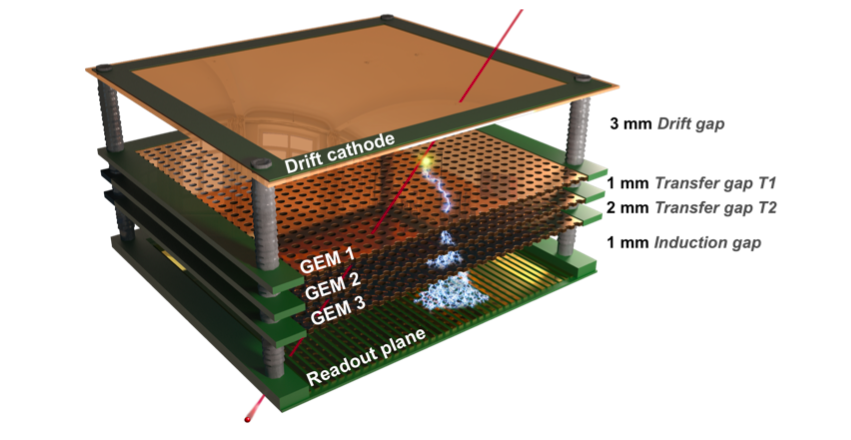 3 mm Drift gap
Drift cathode
1 mm Transfer gap T1
2 mm Transfer gap T2
1 mm Induction gap
GEM 1
GEM 2
GEM 3
Readout plane